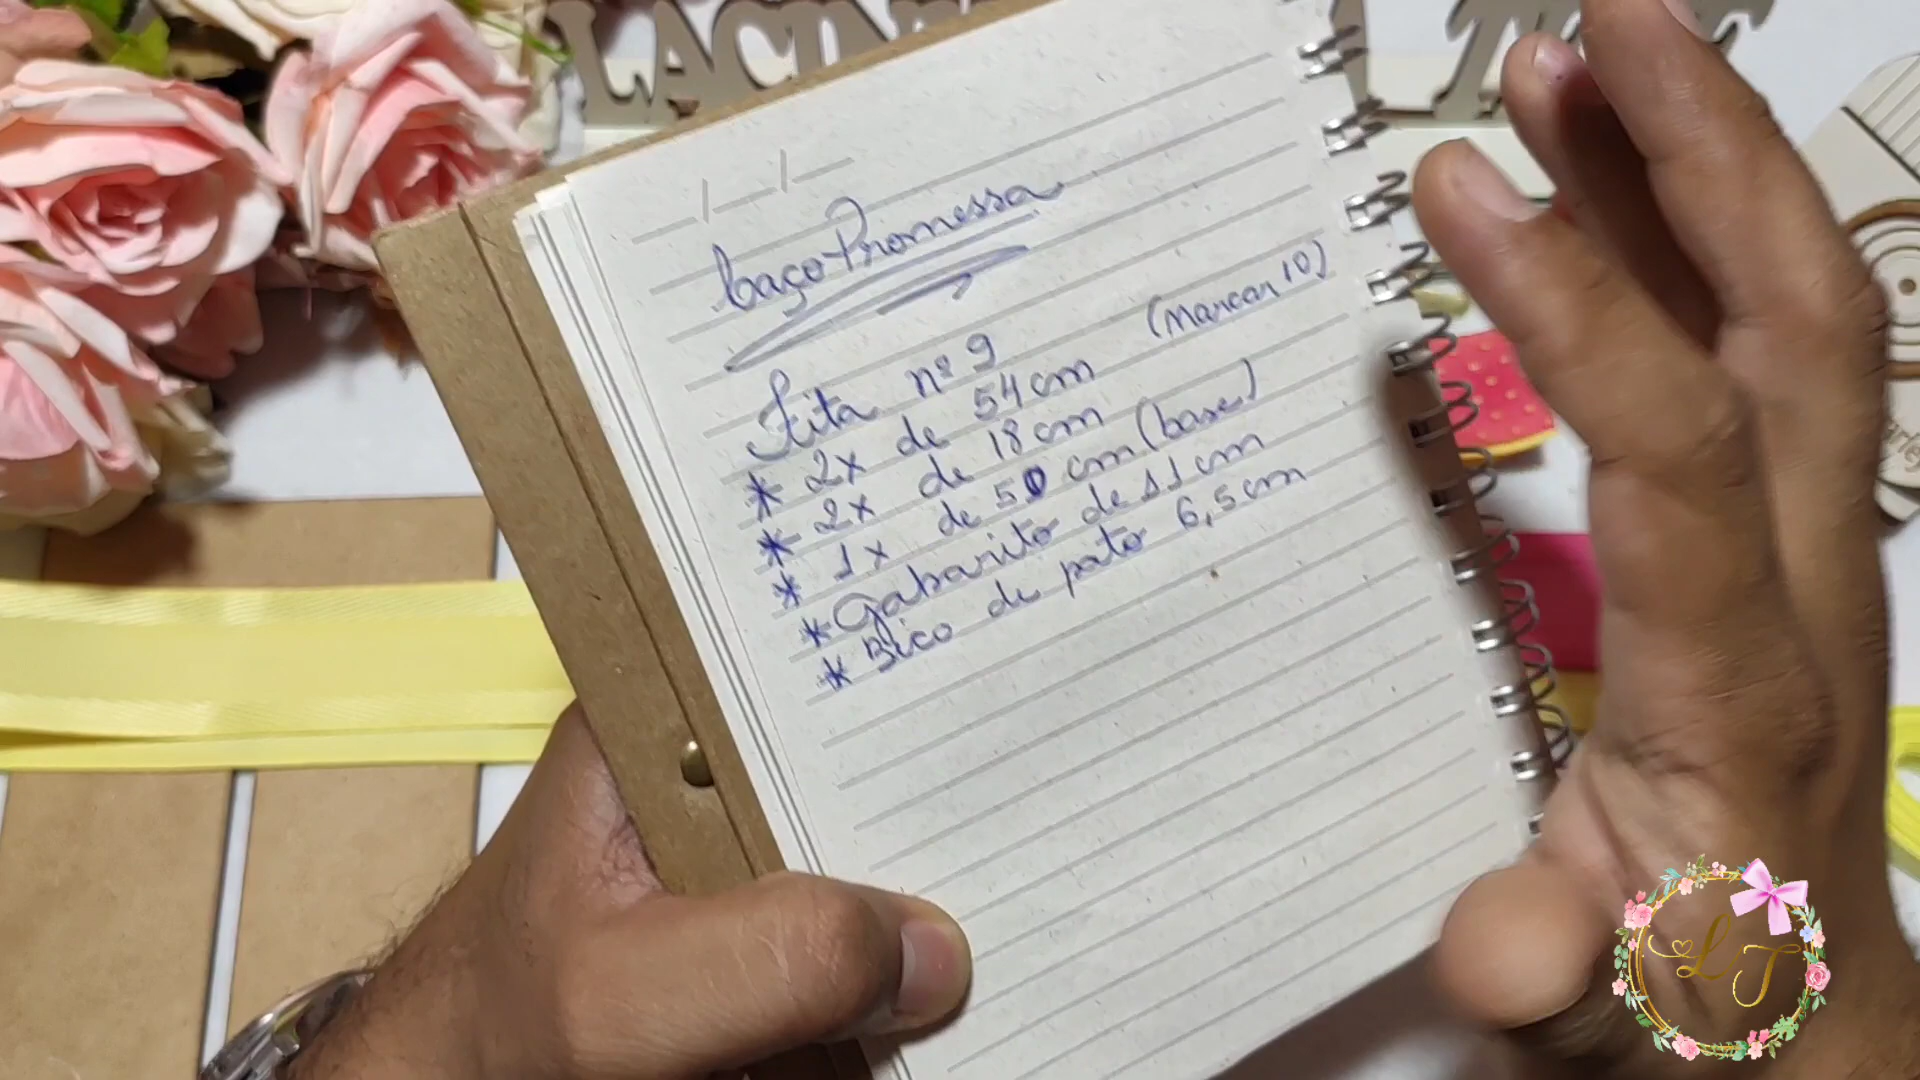 LACINH
T
Laço Promessa
Fita nº 9
* 2x de 54 cm (marcar 10)
* 2x de 18 cm
* 1x de 50 cm (base)
* Gabarito de 11 cm
* Bico de pato 6,5 cm
L T